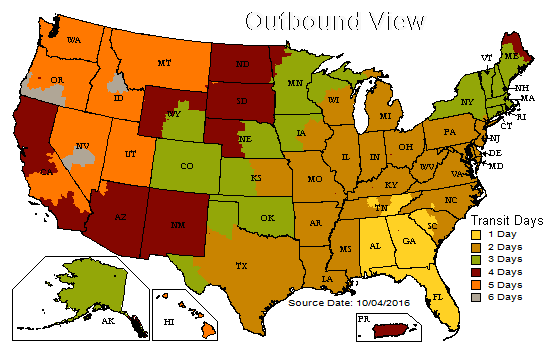 Outbound View
WA
MT
ND
OR
ID
SD
WY
MN
WI
MI
NV
UT
CO
NE
IA
KS
CA
AZ
NM
OK
TX
MO
AR
LA
IL
IN
OH
KY
TN
MS
AL
GA
FL
SC
NC
VA
WV
PA
NY
VT
ME
NH
MA
RI
CT
NJ
DE
MD
AK
HI
PR
Transit Days
1 Day
2 Days
3 Days
4 Days
5 Days
6 Days
Source Date: 10/04/2016